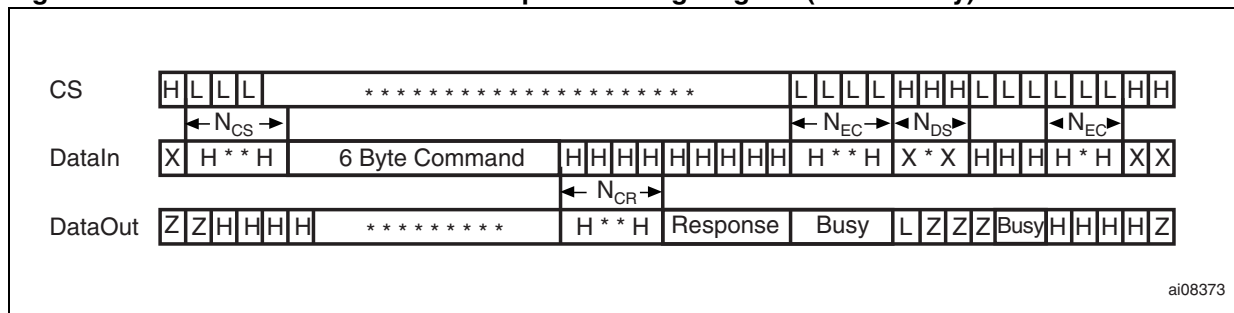 CS H L L L * * * * * * * * * * * * * * * * * * * * * L L L L H H H L L L L L L H H
N_CS N_EC N_DS N_EC
DataIn X H * * H 6 Byte Command H H H H H H H H H H * * H X * X H H H H * H X X
N_CR
DataOut Z Z H H H H * * * * * * * * * H * * H Response Busy L Z Z Z Busy H H H H Z
ai08373